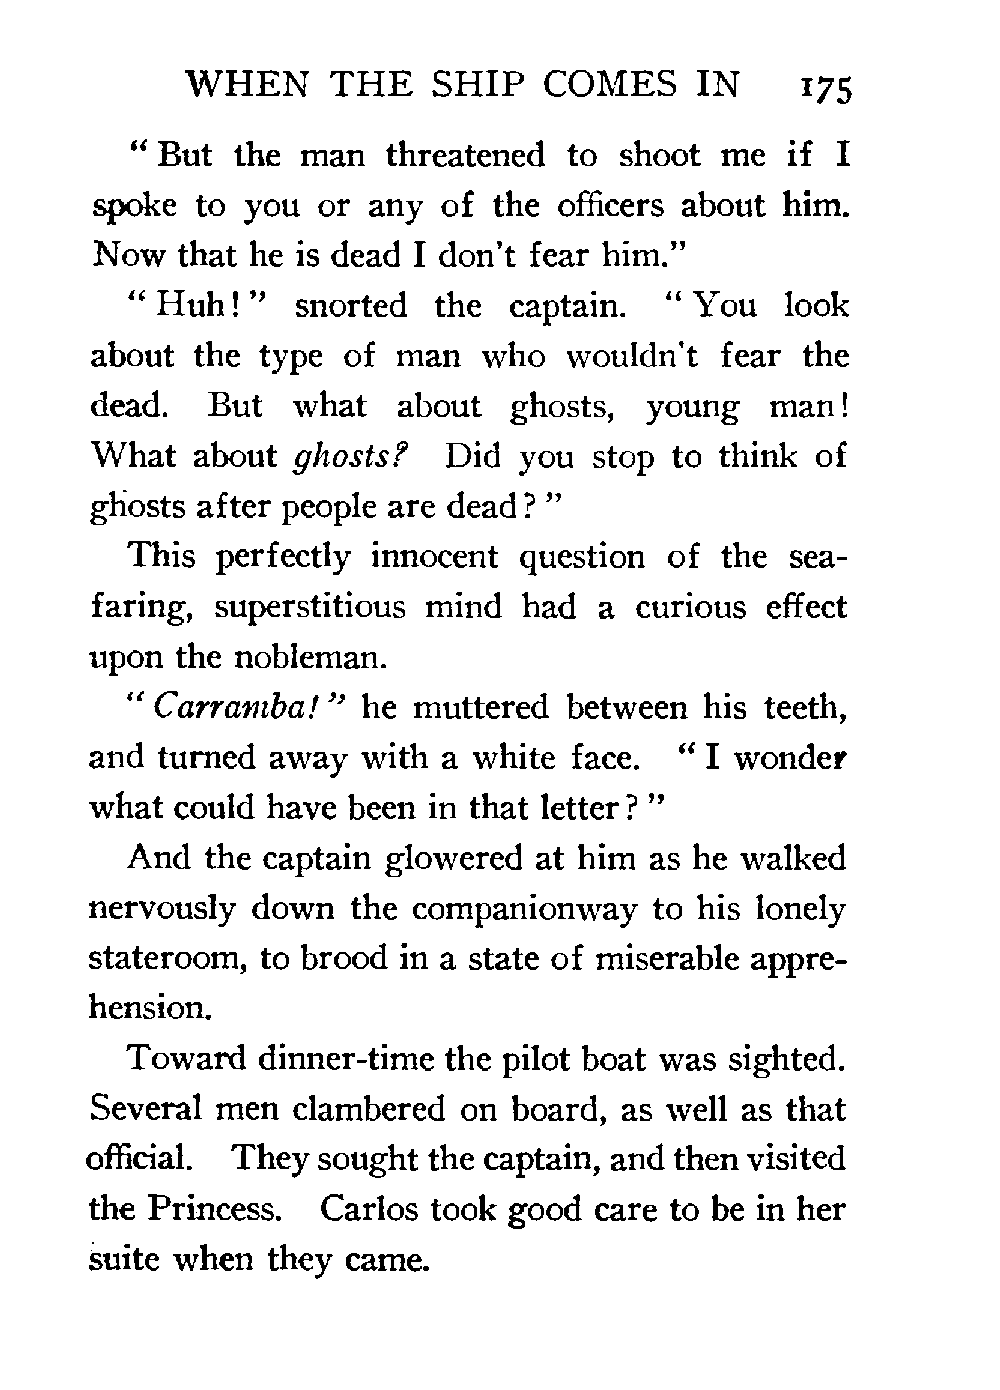 WHEN THE SHIP COMES IN 175
“ But the man threatened to shoot me if I
spoke to you or any of the officers about him.
Now that he is dead I don't fear him.”
“ Huh! ” snorted the captain. “ You look
about the type of man who wouldn't fear the
dead. But what about ghosts, young man!
What about ghosts? Did you stop to think of
ghosts after people are dead? ”
This perfectly innocent question of the sea-
faring, superstitious mind had a curious effect
upon the nobleman.
“ Carramba! ” he muttered between his teeth,
and turned away with a white face. “ I wonder
what could have been in that letter? ”
And the captain glowered at him as he walked
nervously down the companionway to his lonely
stateroom, to brood in a state of miserable appre-
hension.
Toward dinner-time the pilot boat was sighted.
Several men clambered on board, as well as that
official. They sought the captain, and then visited
the Princess. Carlos took good care to be in her
suite when they came.